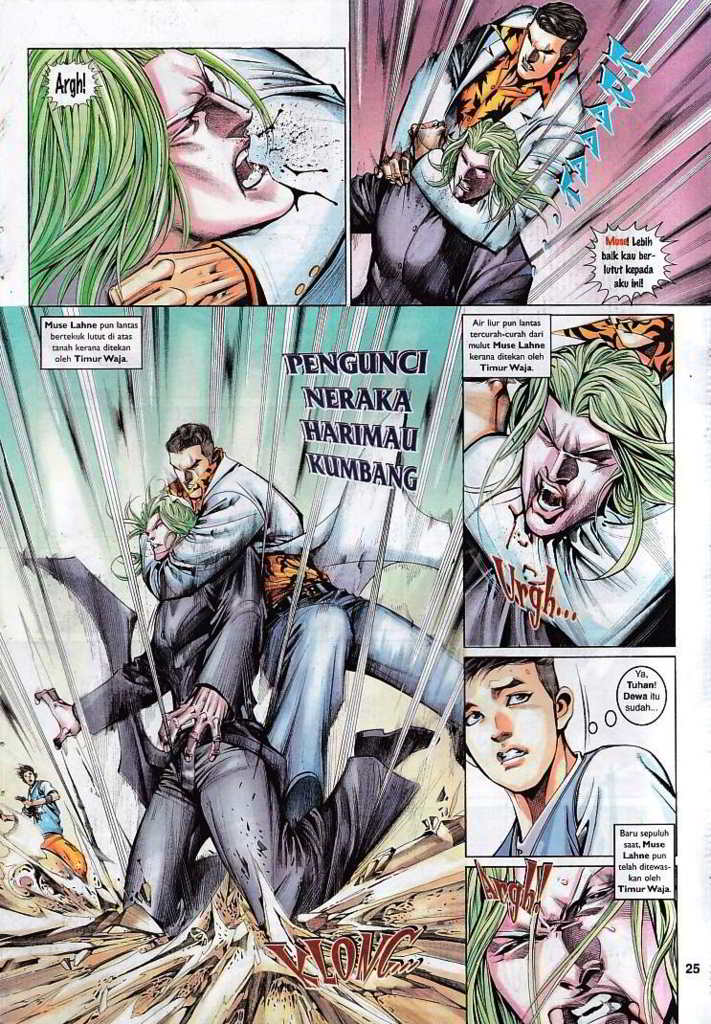 Argh!
KRAAAK
Muse! Lebih
baik kau ber-
lutut kepada
aku ini!
Muse Lahne pun lantas
bertekuk lutut di atas
tanah kerana ditekan
oleh Timur Waja.
PENGUNCI
NERAKA
HARIMAU
KUMBANG
Air liur pun lantas
tercurah-curah dari
mulut Muse Lahne
kerana ditekan oleh
Timur Waja.
Urgh...
Ya,
Tuhan!
Dewa itu
sudah...
Baru sepuluh
saat, Muse
Lahne pun
telah ditewas-
kan oleh
Timur Waja.
Argh!
KLONG...
25